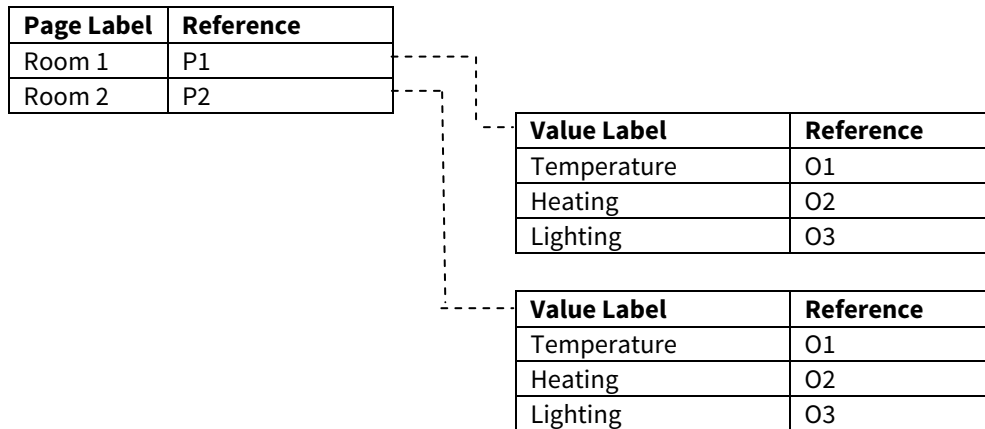 Page Label Reference
Room 1 P1
Room 2 P2
Value Label Reference
Temperature O1
Heating O2
Lighting O3
Value Label Reference
Temperature O1
Heating O2
Lighting O3